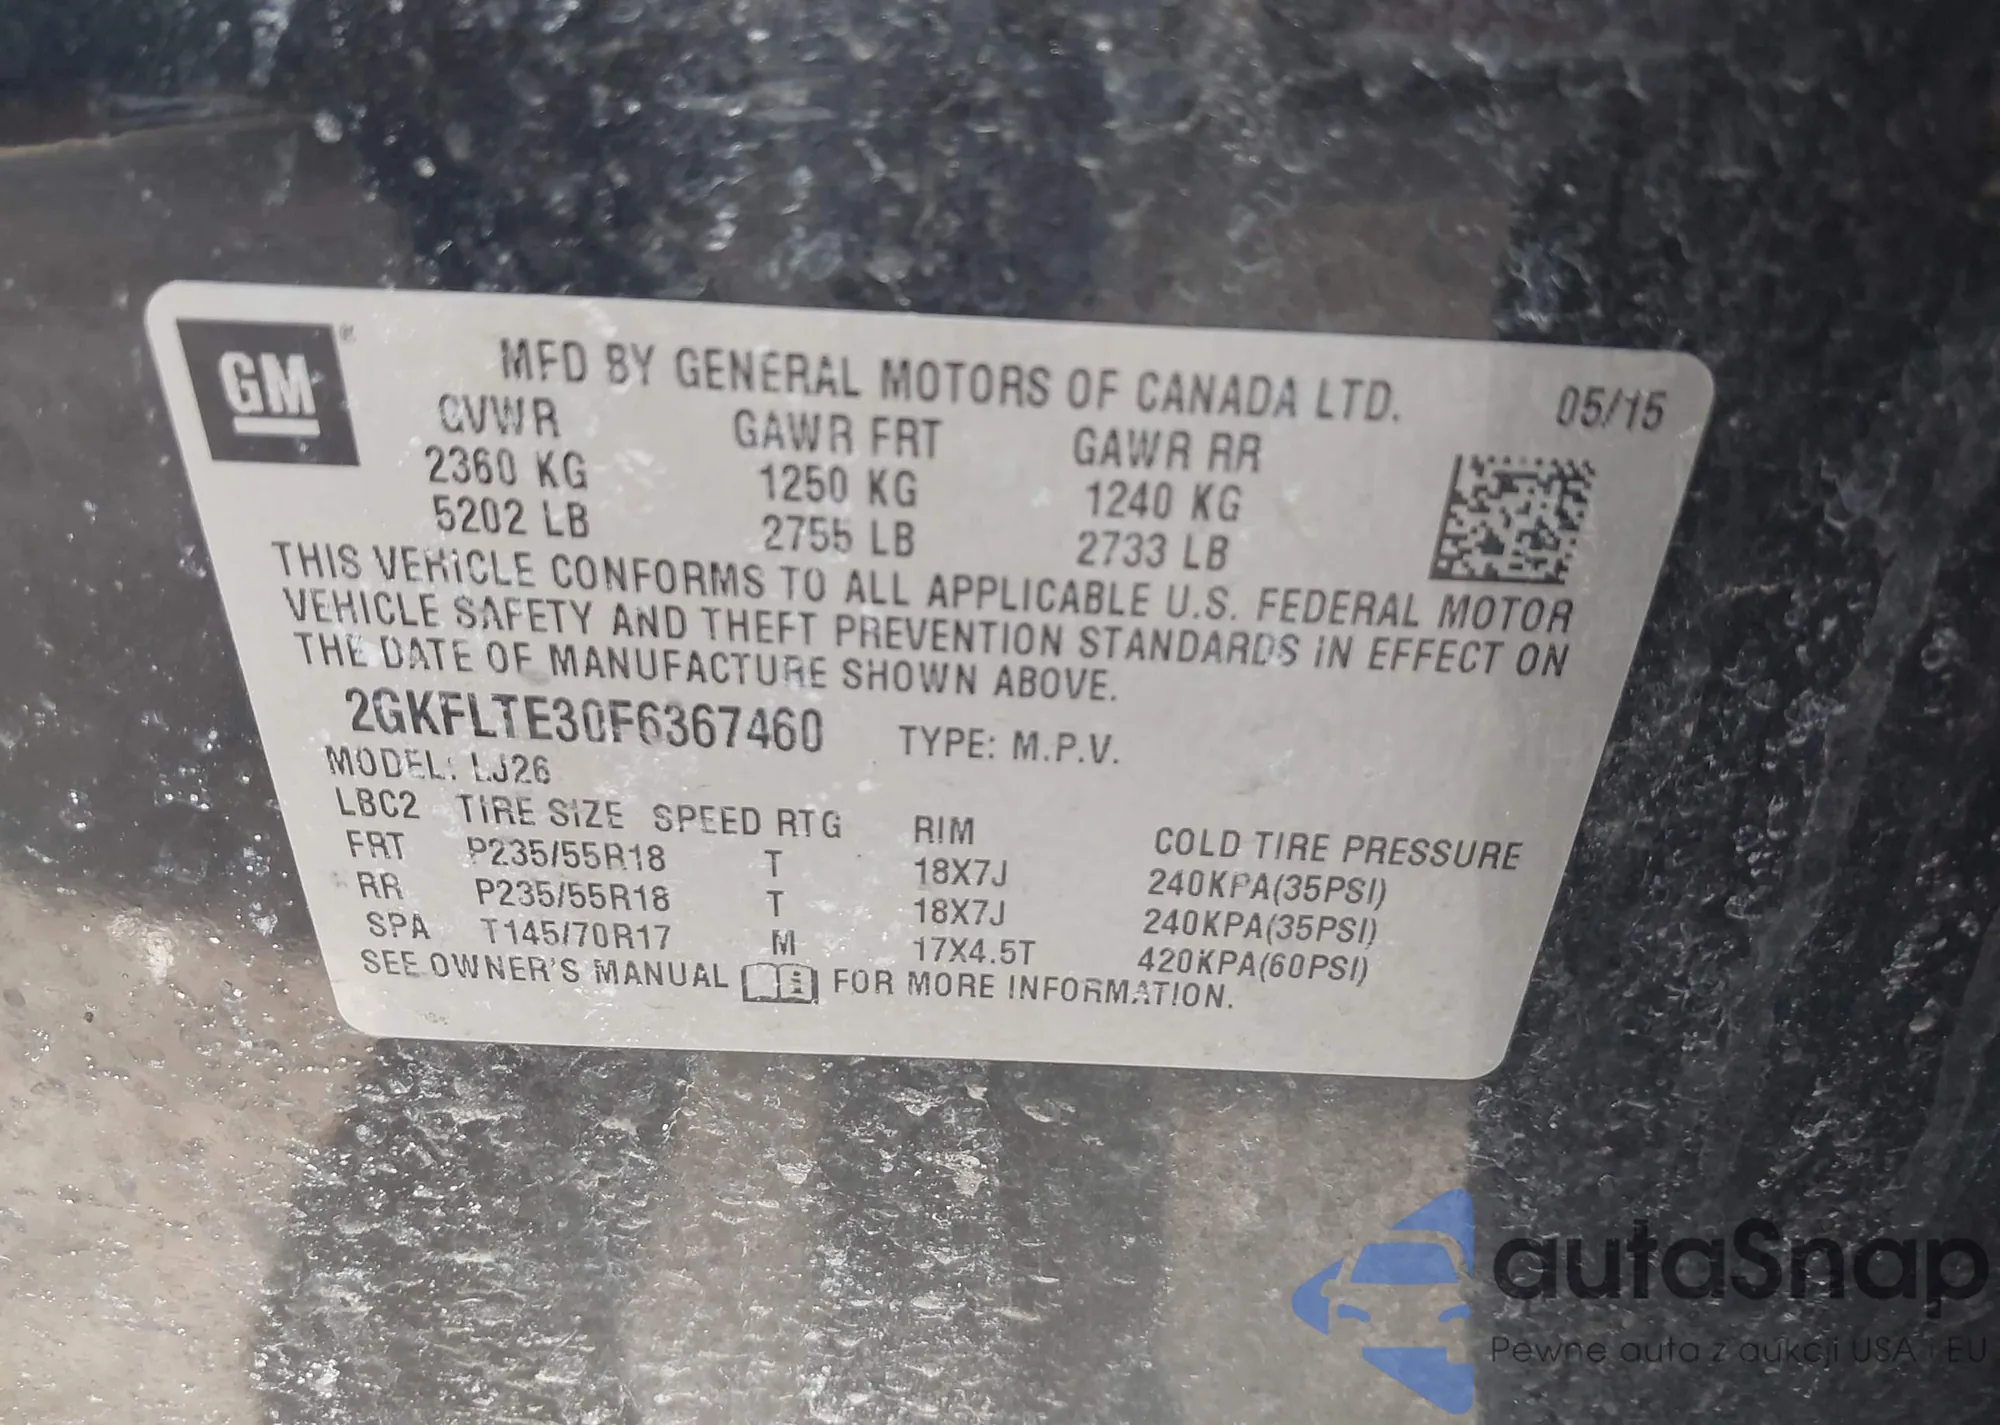 GM
MFD BY GENERAL MOTORS OF CANADA LTD. 05/15
GVWR GAWR FRT GAWR RR
2360 KG 1250 KG 1240 KG
5202 LB 2755 LB 2733 LB
THIS VEHICLE CONFORMS TO ALL APPLICABLE U.S. FEDERAL MOTOR
VEHICLE SAFETY AND THEFT PREVENTION STANDARDS IN EFFECT ON
THE DATE OF MANUFACTURE SHOWN ABOVE.
2GKFLTE30F6367460 TYPE: M.P.V.
MODEL: LJ26
LBC2 TIRE SIZE SPEED RTG RIM COLD TIRE PRESSURE
FRT P235/55R18 T 18X7J 240KPA(35PSI)
RR P235/55R18 T 18X7J 240KPA(35PSI)
SPA T145/70R17 M 17X4.5T 420KPA(60PSI)
SEE OWNER'S MANUAL FOR MORE INFORMATION.
autaSnap
Pewne auta z aukcji USA i EU